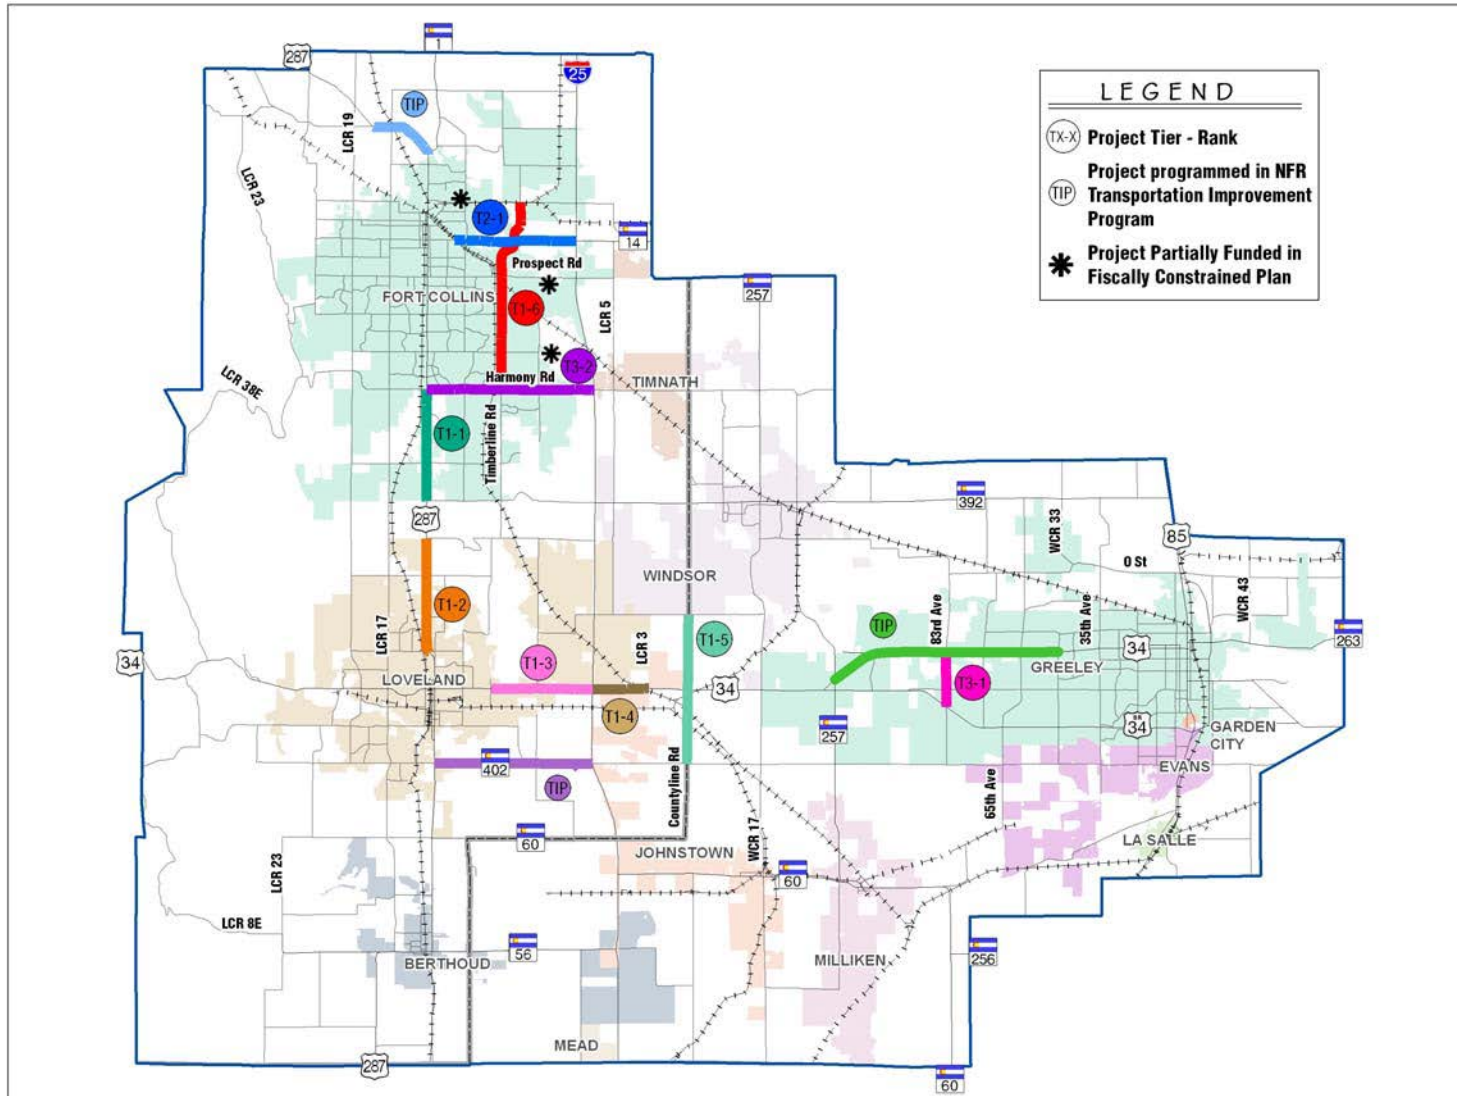 1
287
25
LEGEND
TX-X Project Tier - Rank
TIP Project programmed in NFR
Transportation Improvement
Program
Project Partially Funded in
Fiscally Constrained Plan
TIP
LCR 19
LCR 23
T2-1
14
Prospect Rd
257
FORT COLLINS
T1-6
LCR 5
T3-2
Harmony Rd
TIMNATH
LCR 38E
T1-1
Timberline Rd
392
287
WCR 33
85
O St
WINDSOR
T1-2
WCR 43
LCR 17
TIP
83rd Ave
35th Ave
263
34
T1-3
LCR 3
T1-5
34
GREELEY
LOVELAND
34
T3-1
T1-4
257
BR
34
GARDEN
CITY
402
TIP
Countyline Rd
65th Ave
EVANS
60
WCR 17
LA SALLE
JOHNSTOWN
LCR 23
60
LCR 8E
56
BERTHOUD
MILLIKEN
256
MEAD
287
60